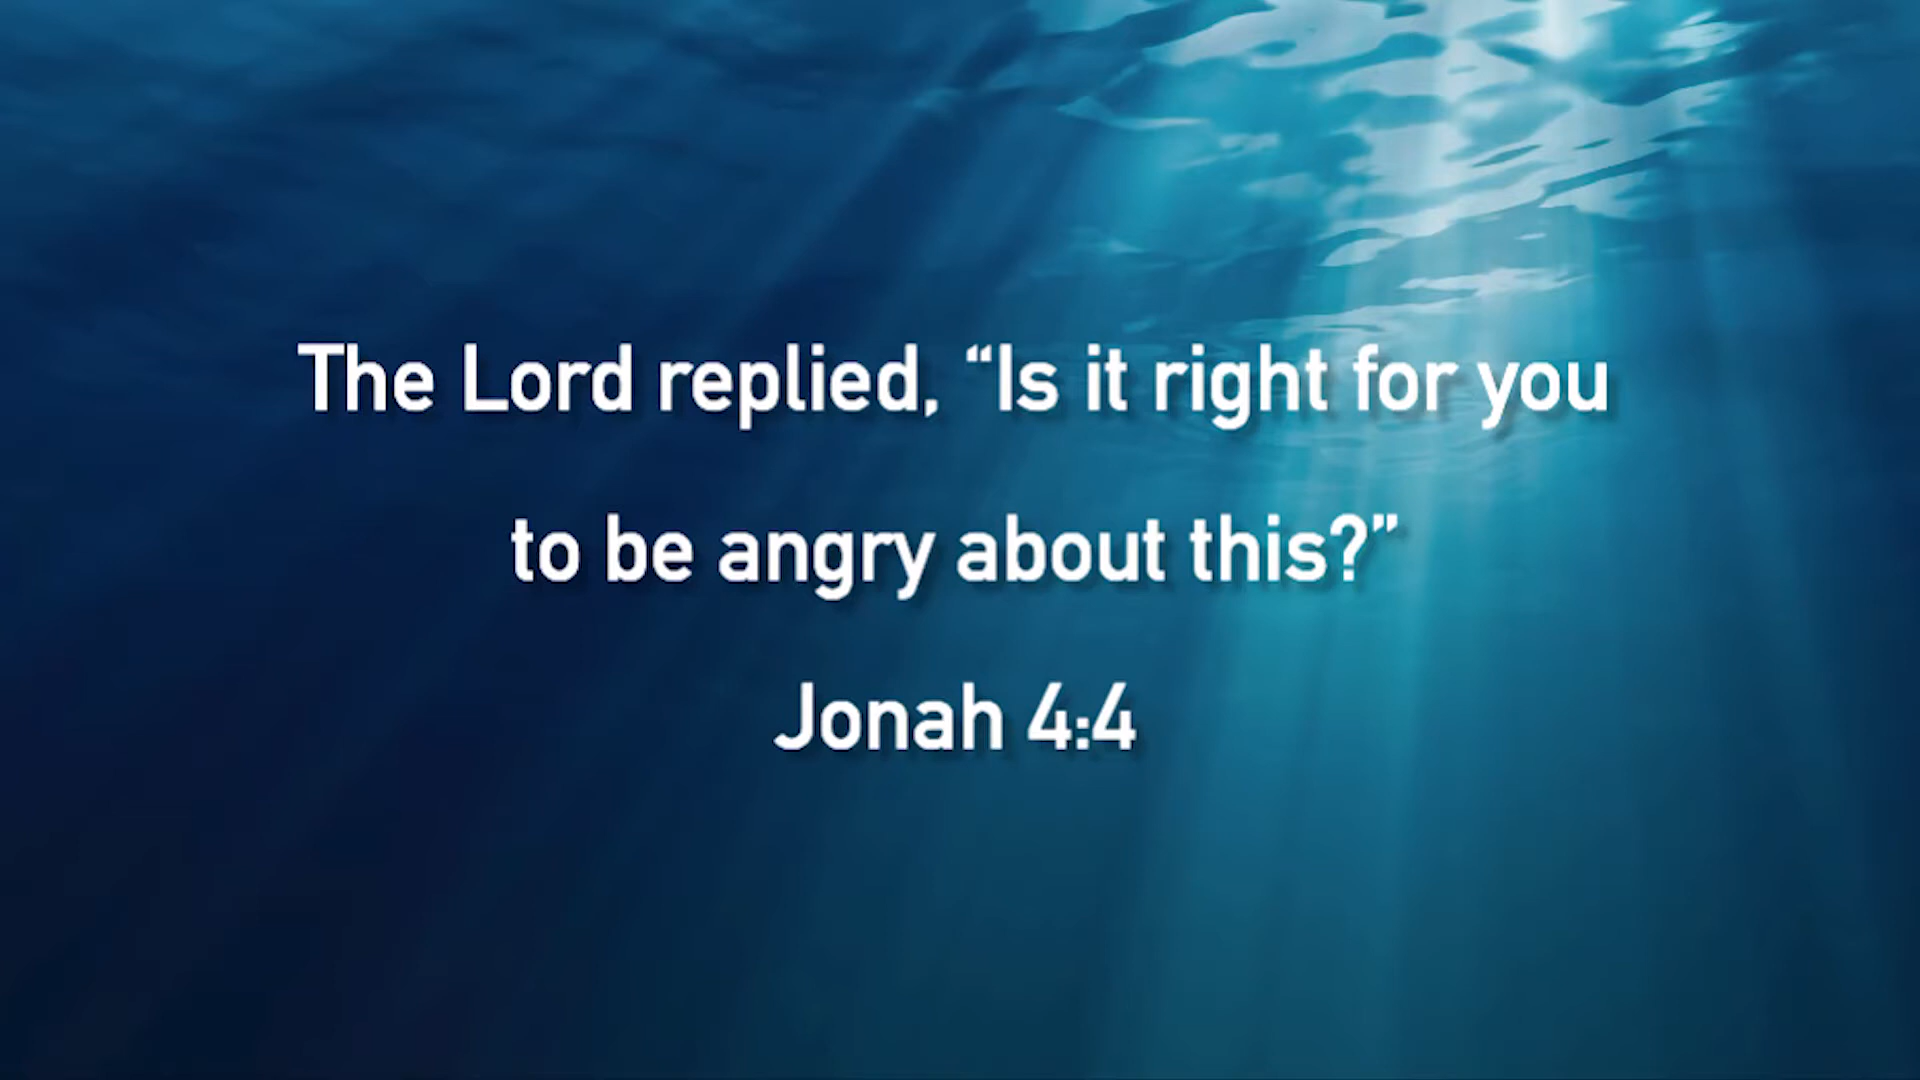 The Lord replied, “Is it right for you
to be angry about this?”
Jonah 4:4